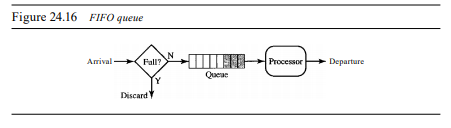 Figure 24.16 FIFO queue
Arrival
Full?
N
Processor
Departure
Queue
Y
Discard